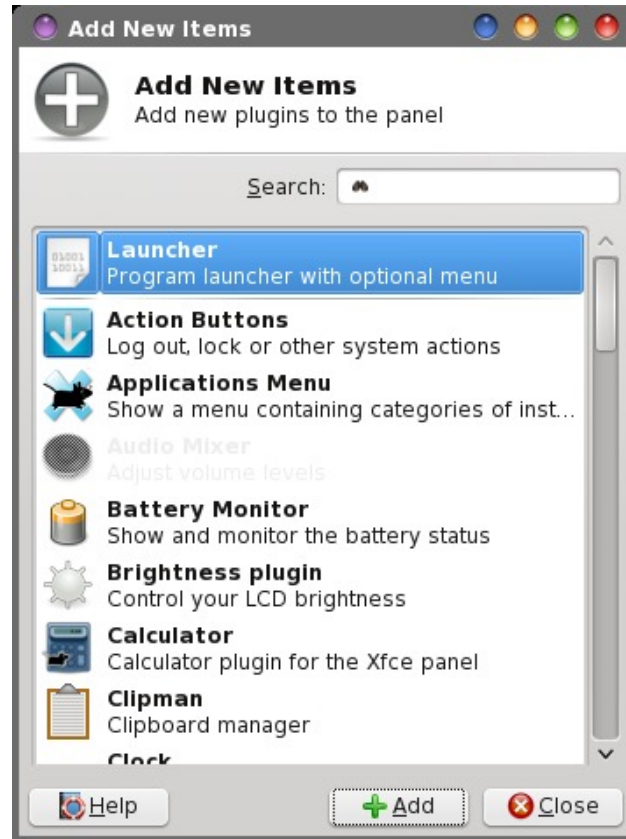 Add New Items
Add New Items
Add new plugins to the panel
Search:
01001
10011
Launcher
Program launcher with optional menu
Action Buttons
Log out, lock or other system actions
Applications Menu
Show a menu containing categories of inst...
Audio Mixer
Adjust volume levels
Battery Monitor
Show and monitor the battery status
Brightness plugin
Control your LCD brightness
Calculator
Calculator plugin for the Xfce panel
Clipman
Clipboard manager
Clock
Help
Add
Close